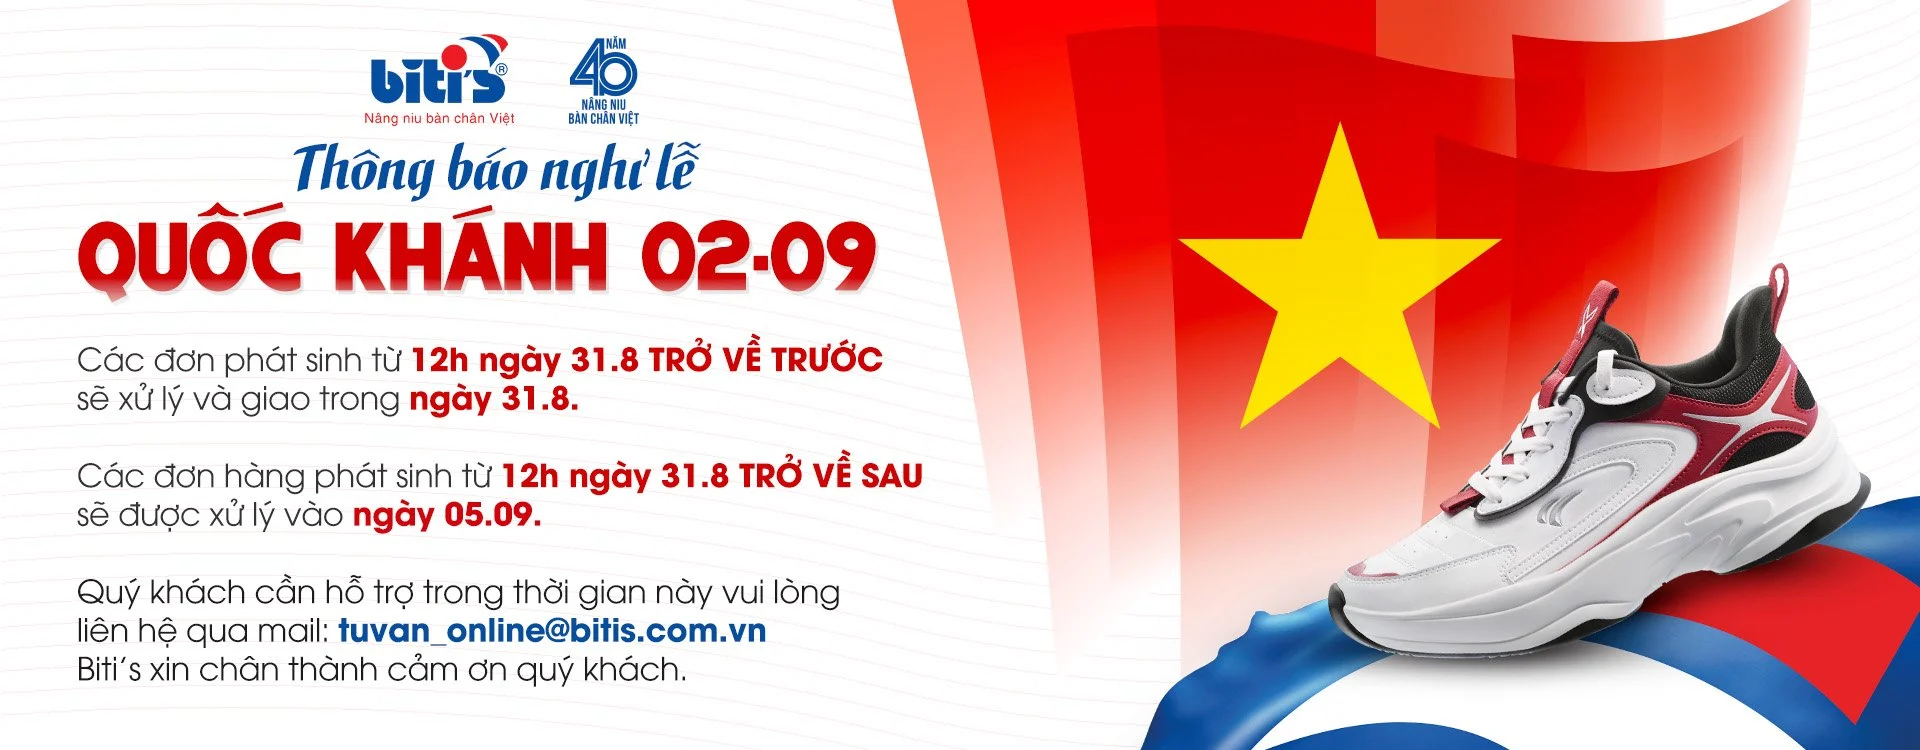 biti's®
Nâng niu bàn chân Việt
40 NĂM
NÂNG NIU
BÀN CHÂN VIỆT
Thông báo nghỉ lễ
QUỐC KHÁNH 02-09
Các đơn phát sinh từ 12h ngày 31.8 TRỞ VỀ TRƯỚC
sẽ xử lý và giao trong ngày 31.8.
Các đơn hàng phát sinh từ 12h ngày 31.8 TRỞ VỀ SAU
sẽ được xử lý vào ngày 05.09.
Quý khách cần hỗ trợ trong thời gian này vui lòng
liên hệ qua mail: tuvan_online@bitis.com.vn
Biti's xin chân thành cảm ơn quý khách.